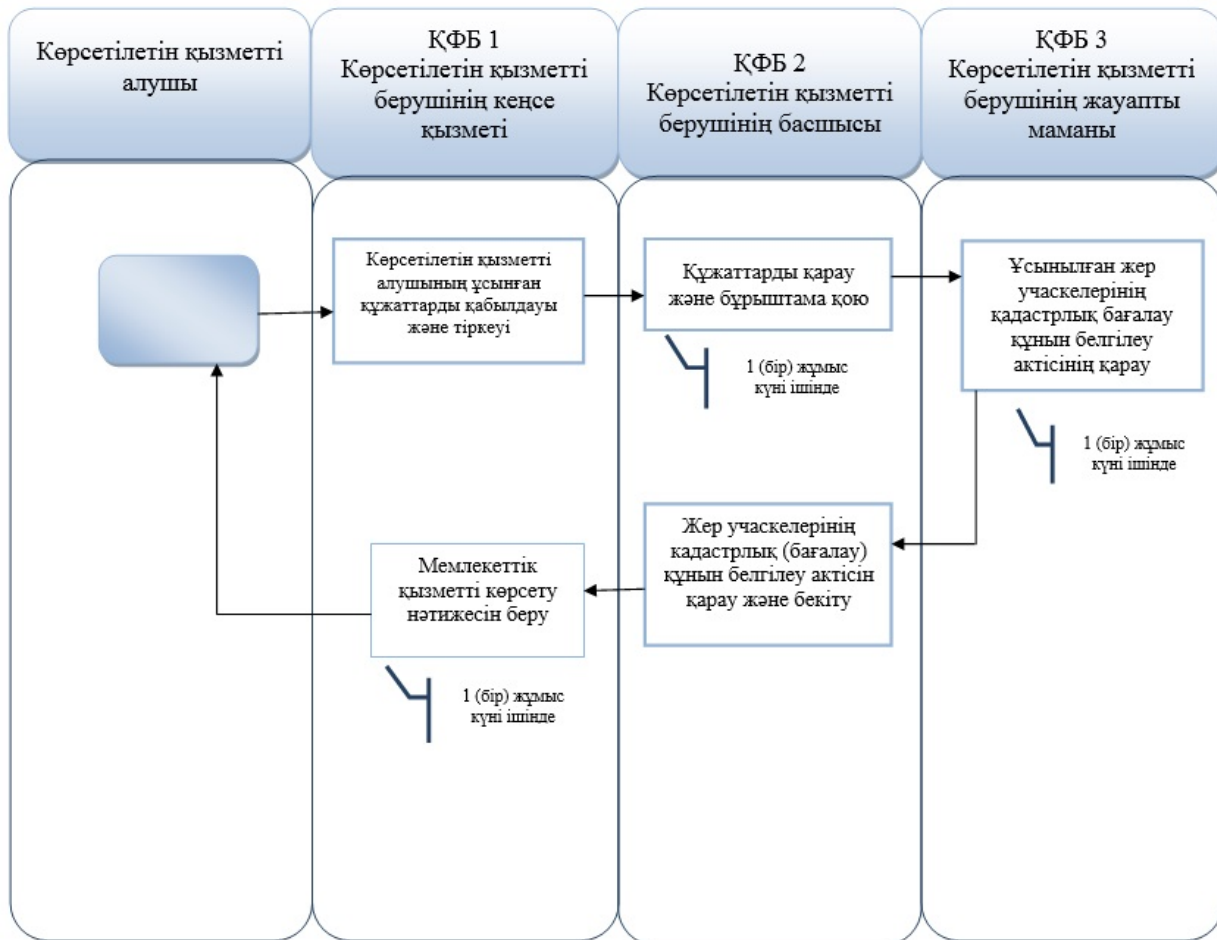 Көрсетілетін қызметті
алушы
ҚФБ 1
Көрсетілетін қызметті
берушінің кеңсе
қызметі
ҚФБ 2
Көрсетілетін қызметті
берушінің басшысы
ҚФБ 3
Көрсетілетін қызметті
берушінің жауапты
маманы
Көрсетілетін қызметті
алушының ұсынған
құжаттарды қабылдауы
және тіркеуі
Құжаттарды қарау
және бұрыштама қою
1 (бір) жұмыс
күні ішінде
Ұсынылған жер
учаскелерінің
қадастрлық бағалау
құнын белгілеу
актісінің қарау
1 (бір) жұмыс
күні ішінде
Жер учаскелерінің
кадастрлық (бағалау)
құнын белгілеу актісін
қарау және бекіту
Мемлекеттік
қызметті көрсету
нәтижесін беру
1 (бір) жұмыс
күні ішінде